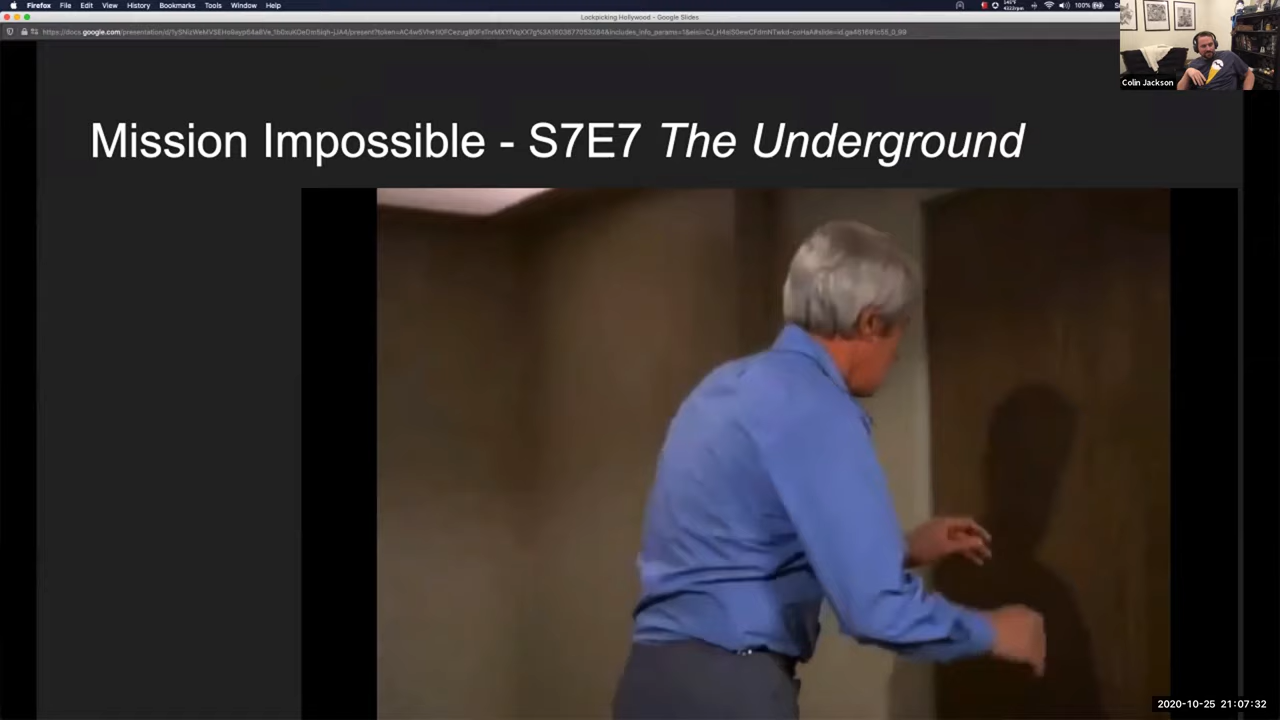 Firefox File Edit View History Bookmarks Tools Window Help
100%
Lockpicking Hollywood - Google Slides
Colin Jackson
Mission Impossible - S7E7 The Underground
2020-10-25 21:07:32